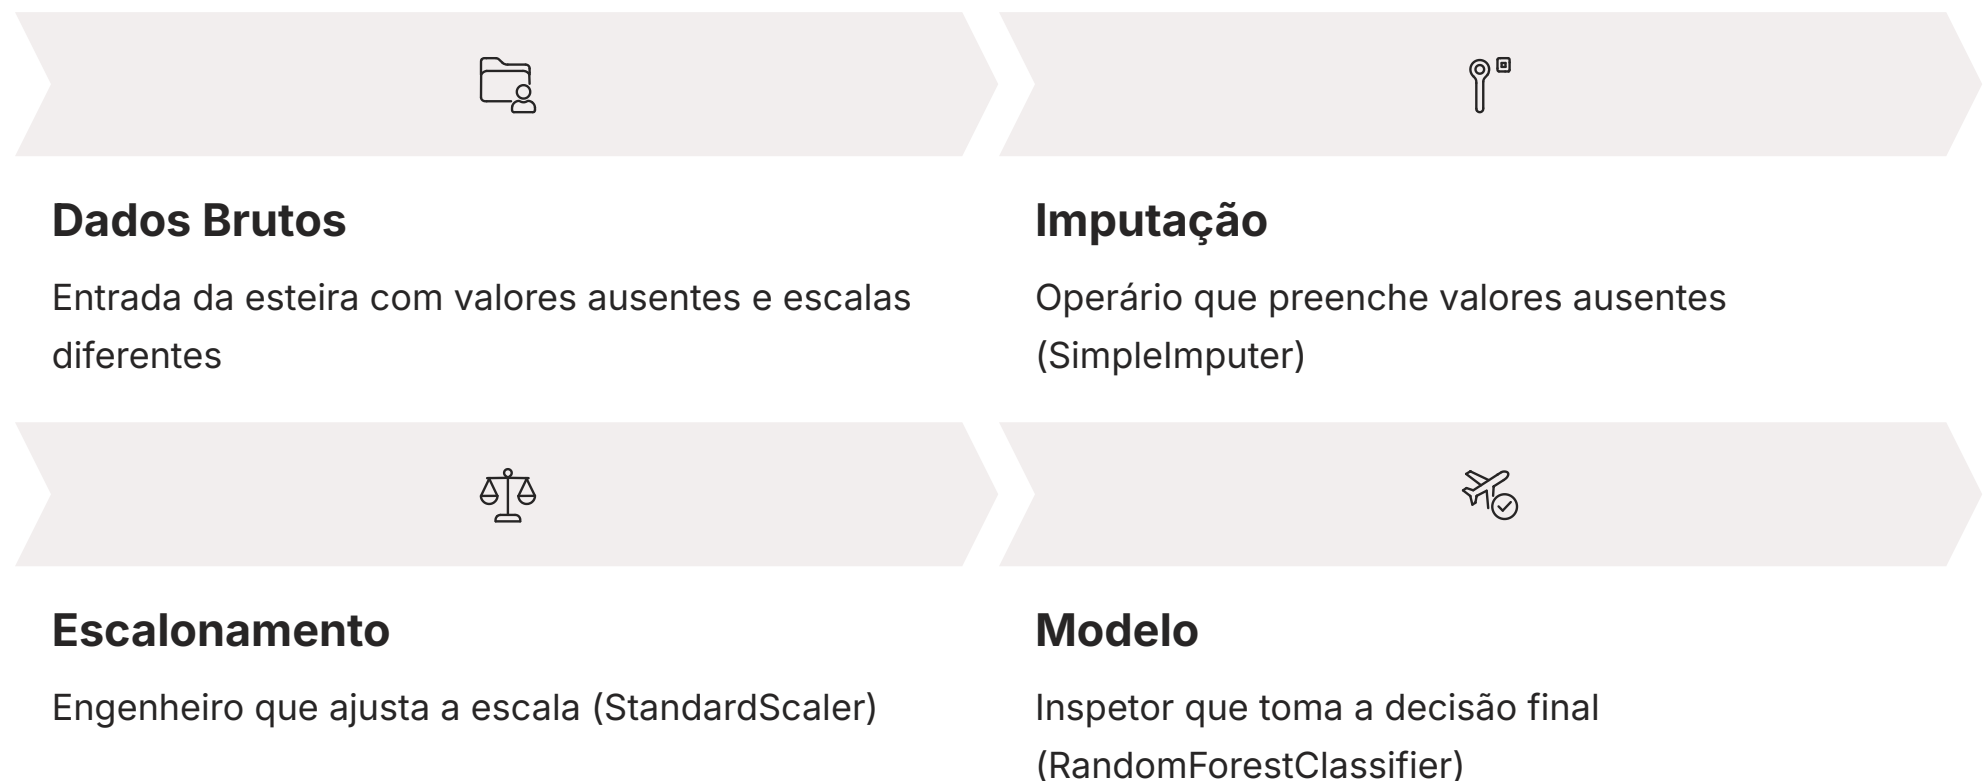 Dados Brutos
Entrada da esteira com valores ausentes e escalas
diferentes
Imputação
Operário que preenche valores ausentes
(SimpleImputer)
Escalonamento
Engenheiro que ajusta a escala (StandardScaler)
Modelo
Inspetor que toma a decisão final
(RandomForestClassifier)